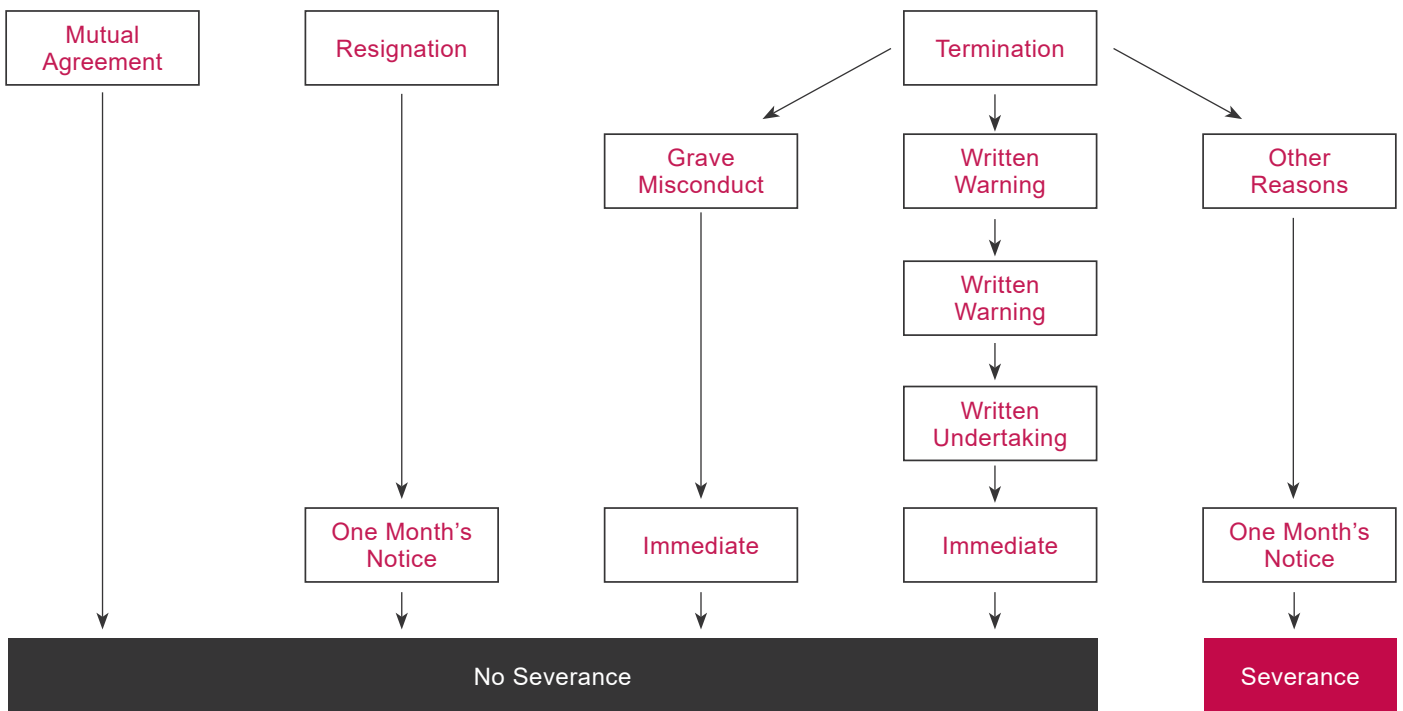 Mutual
Agreement
Resignation
Termination
Grave
Misconduct
Written
Warning
Other
Reasons
Written
Warning
Written
Undertaking
One Month’s
Notice
Immediate
Immediate
One Month’s
Notice
No Severance
Severance